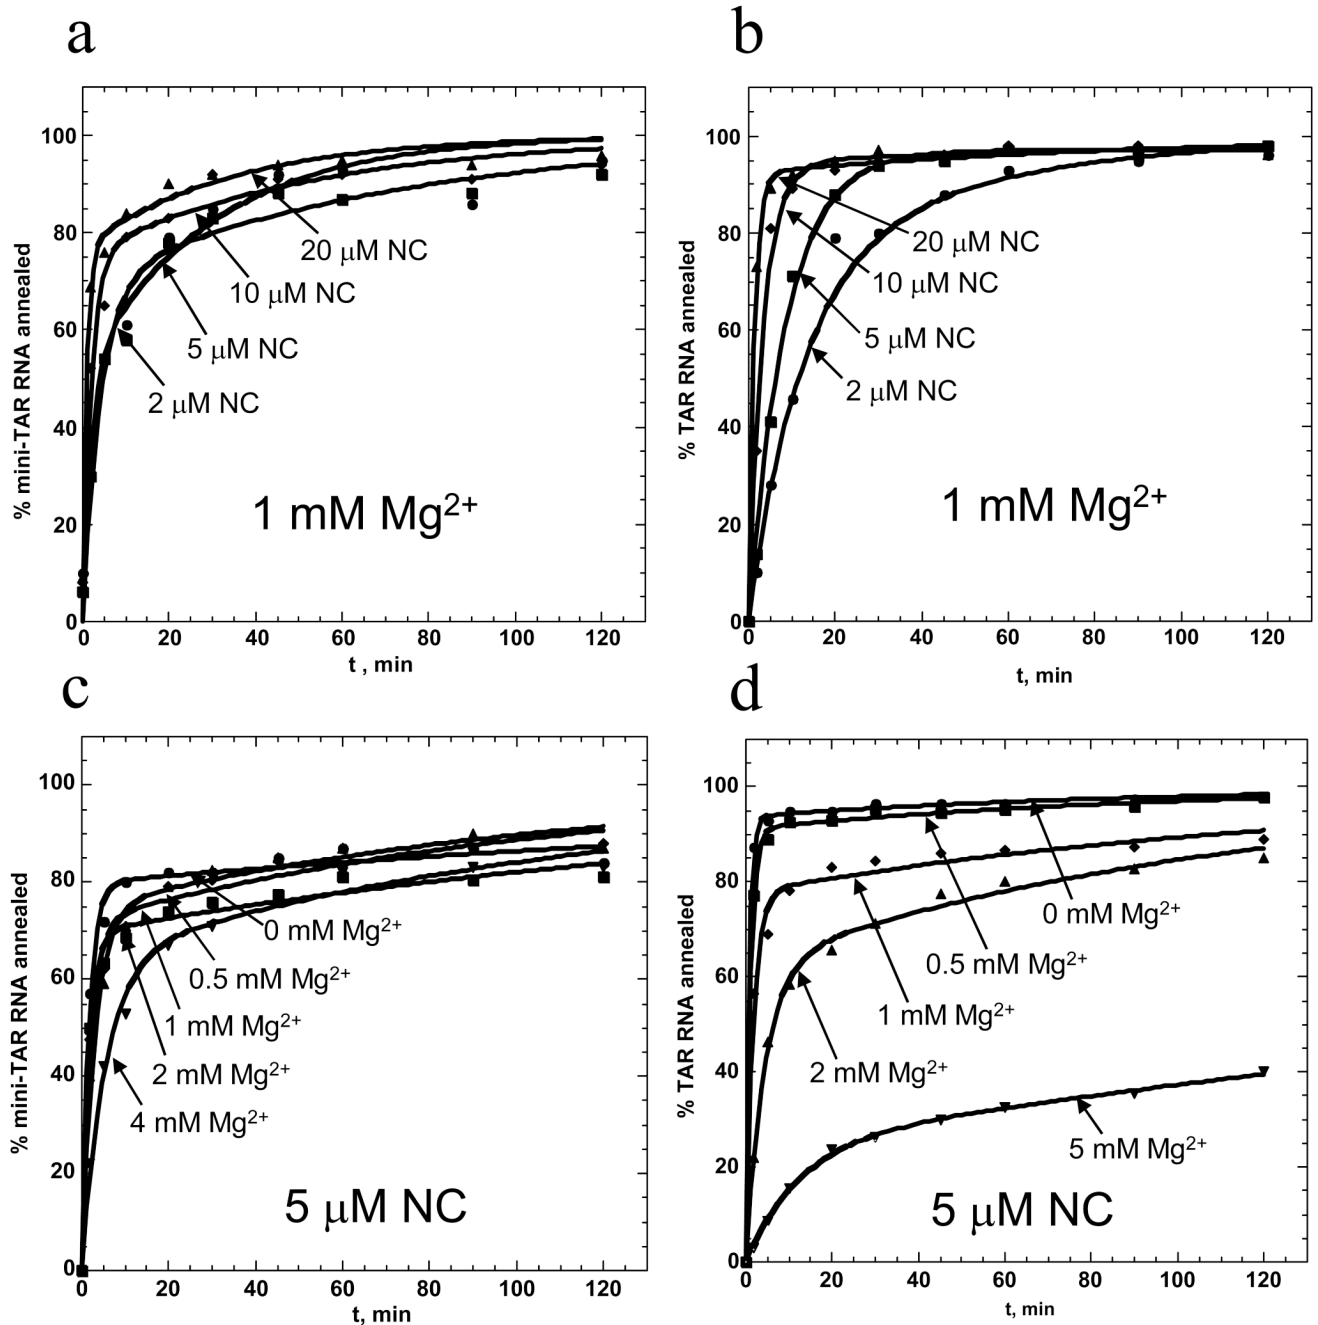 a
% mini-TAR RNA annealed
100
80
60
40
20
0
20 μM NC
10 μM NC
5 μM NC
2 μM NC
1 mM Mg2+
0 20 40 60 80 100 120
t , min
b
% TAR RNA annealed
100
80
60
40
20
0
20 μM NC
10 μM NC
5 μM NC
2 μM NC
1 mM Mg2+
0 20 40 60 80 100 120
t, min
c
% mini-TAR RNA annealed
100
80
60
40
20
0
0 mM Mg2+
0.5 mM Mg2+
1 mM Mg2+
2 mM Mg2+
4 mM Mg2+
5 μM NC
0 20 40 60 80 100 120
t, min
d
% TAR RNA annealed
100
80
60
40
20
0
0 mM Mg2+
0.5 mM Mg2+
1 mM Mg2+
2 mM Mg2+
5 mM Mg2+
5 μM NC
0 20 40 60 80 100 120
t, min